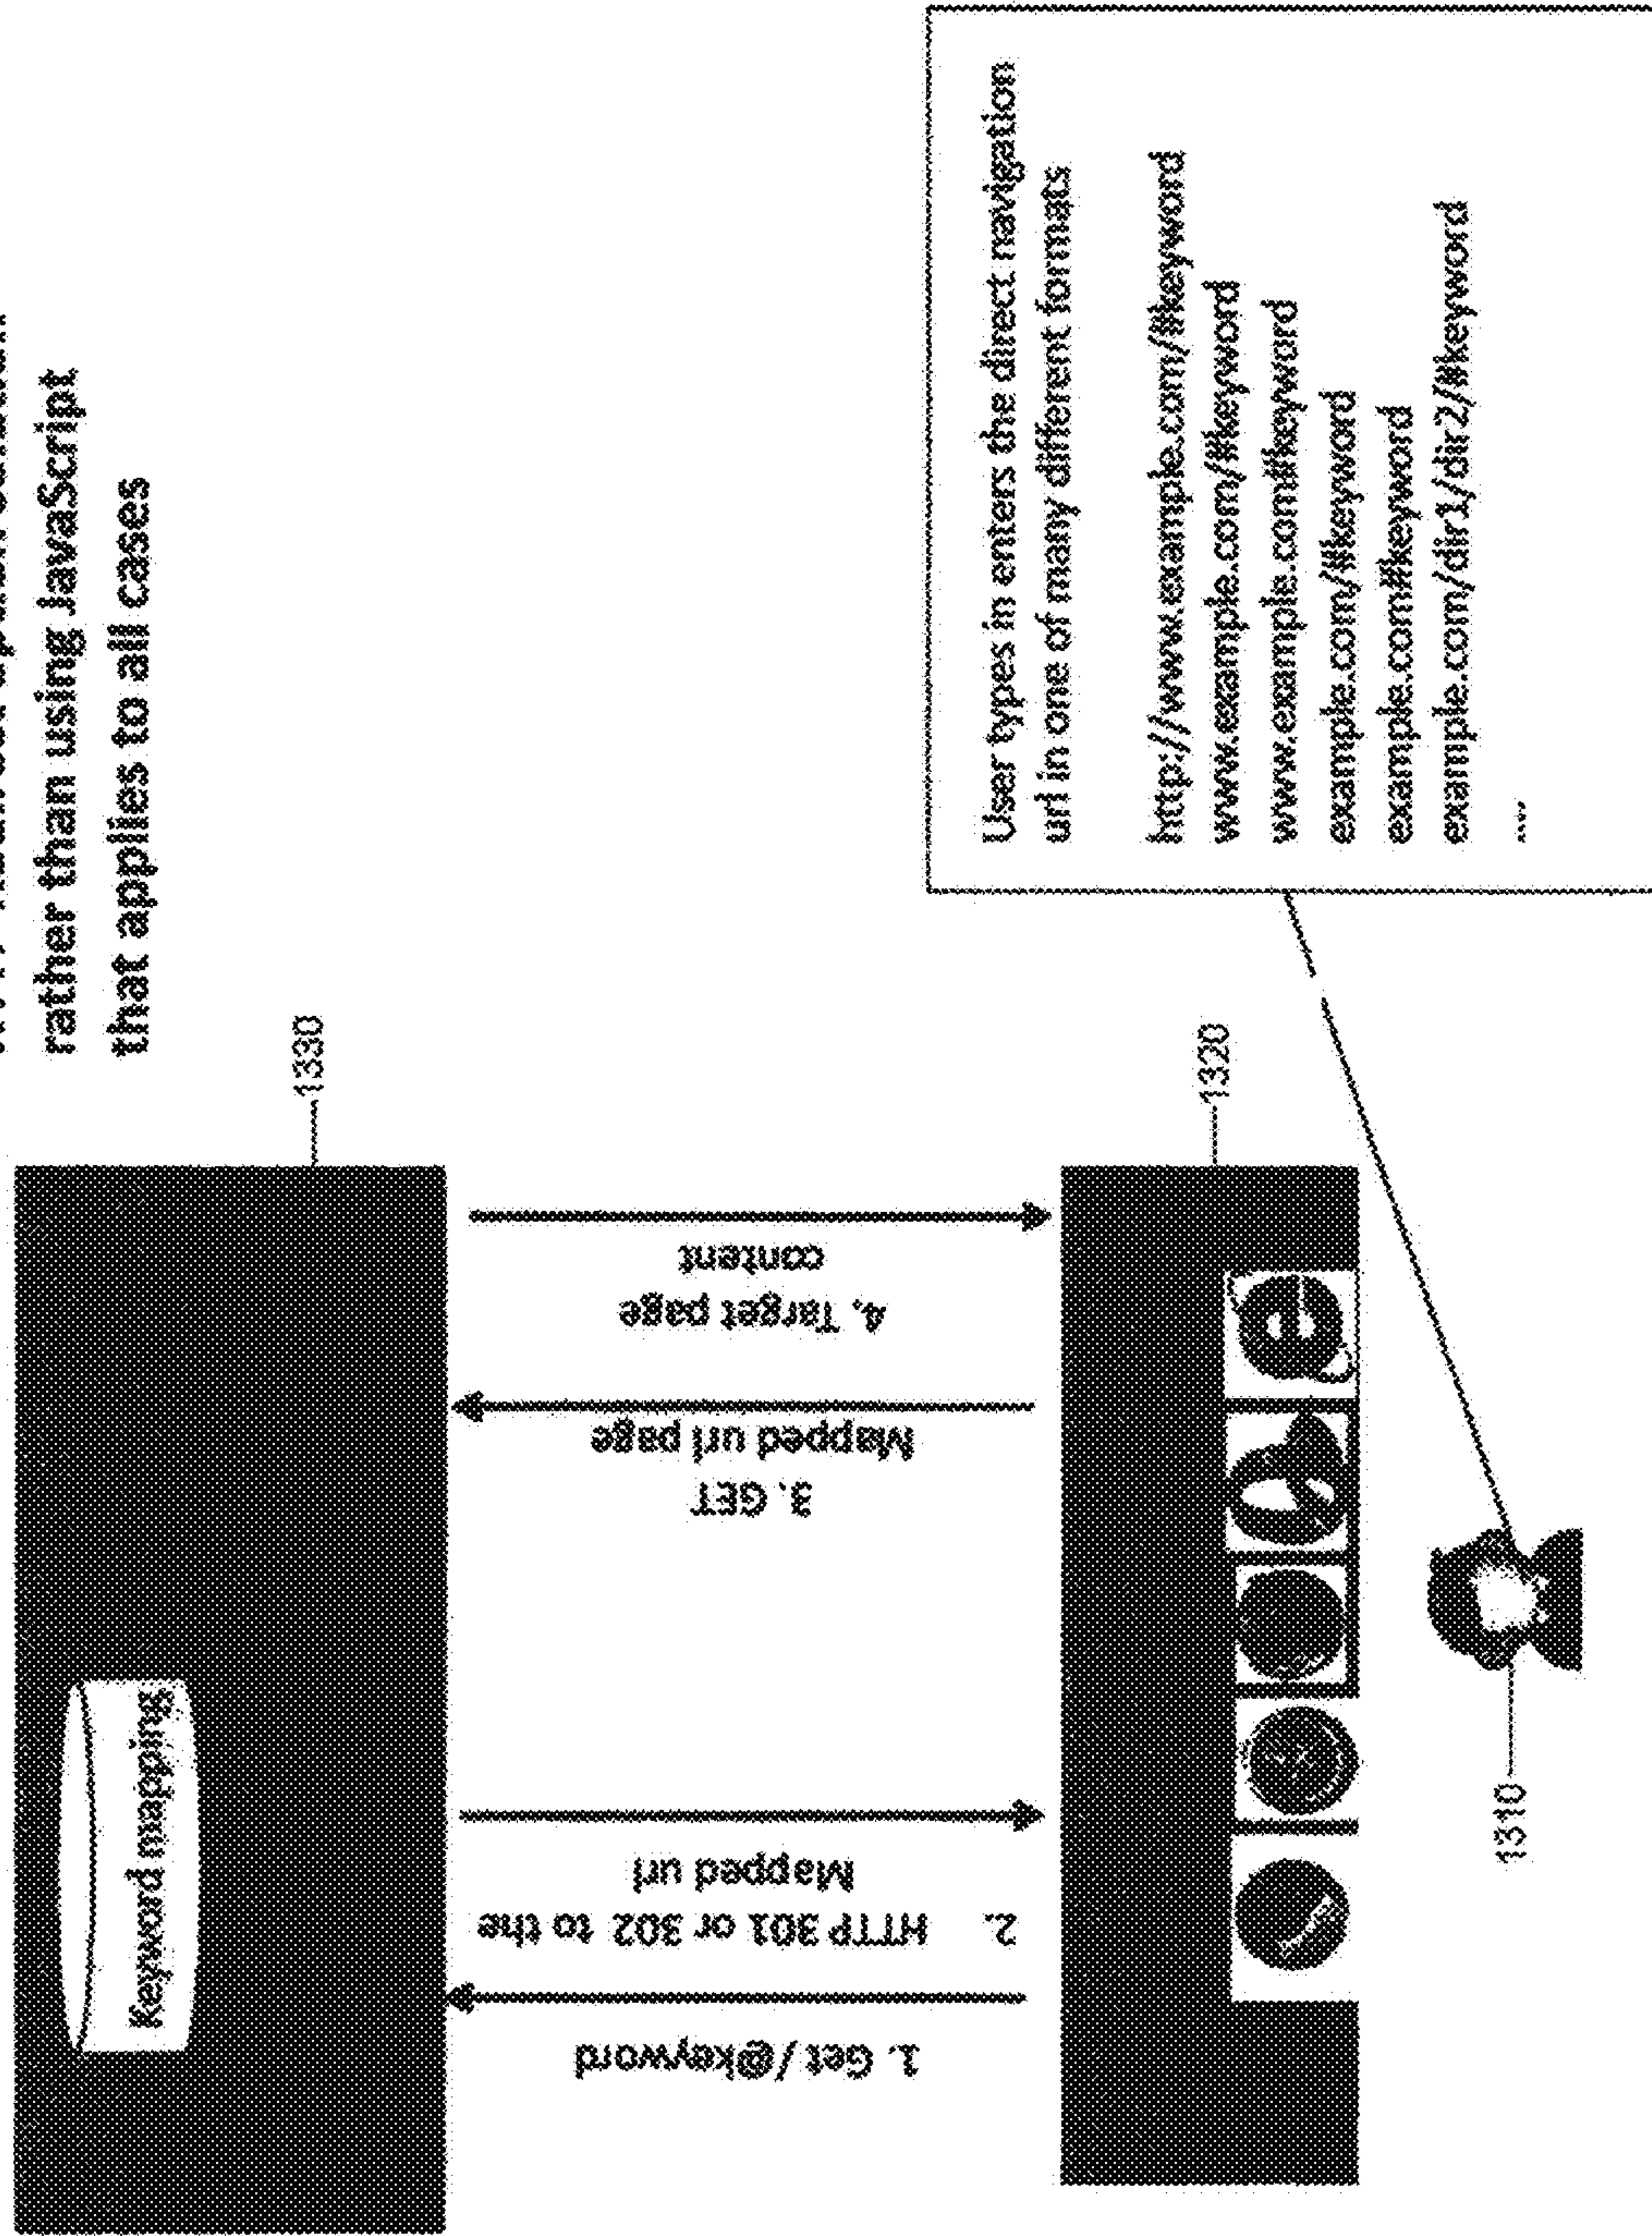 rather than using JavaScript
that applies to all cases
Keyword mapping
1330
1. Get/@keyword
2. HTTP 301 or 302 to the
Mapped url
3. GET
Mapped url page
4. Target page
content
1320
1310
User types in enters the direct navigation
url in one of many different formats
http://www.example.com/#keyword
www.example.com/#keyword
www.example.com#keyword
example.com/#keyword
example.com#keyword
example.com/dir1/dir2/#keyword
...